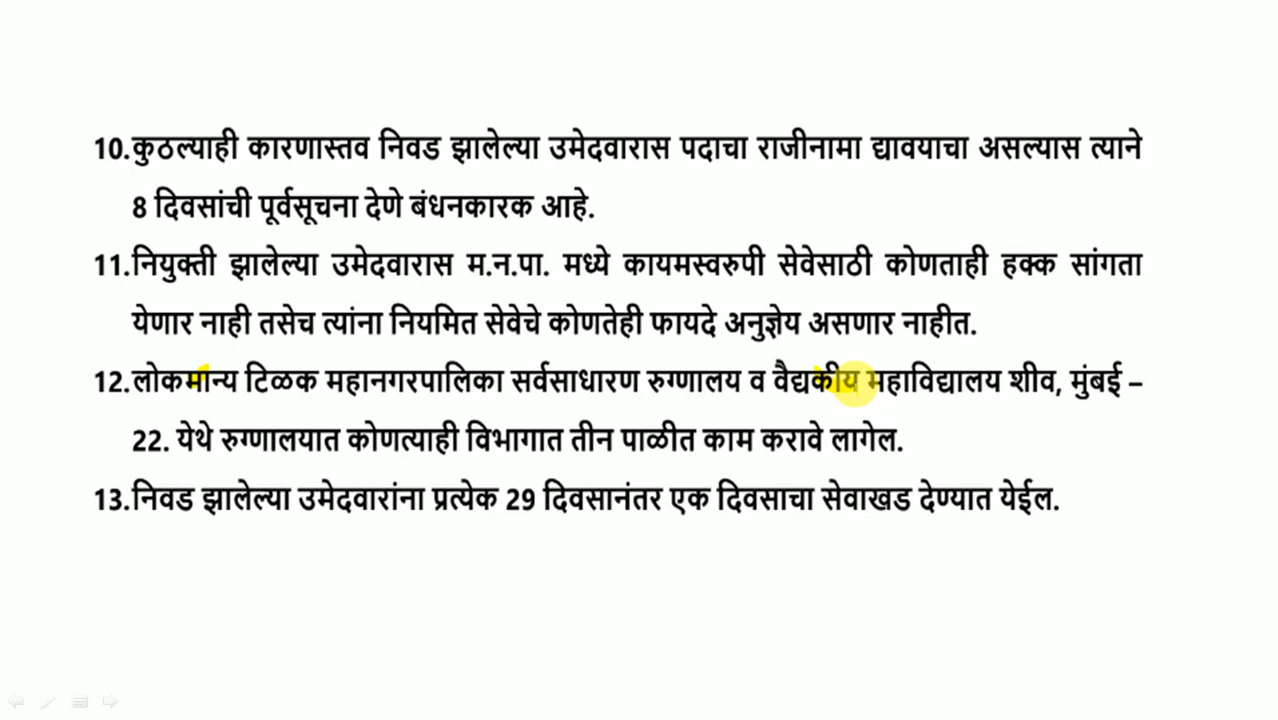 10.कुठल्याही कारणास्तव निवड झालेल्या उमेदवारास पदाचा राजीनामा द्यावयाचा असल्यास त्याने
8 दिवसांची पूर्वसूचना देणे बंधनकारक आहे.
11.नियुक्ती झालेल्या उमेदवारास म.न.पा. मध्ये कायमस्वरुपी सेवेसाठी कोणताही हक्क सांगता
येणार नाही तसेच त्यांना नियमित सेवेचे कोणतेही फायदे अनुज्ञेय असणार नाहीत.
12.लोकमान्य टिळक महानगरपालिका सर्वसाधारण रुग्णालय व वैद्यकीय महाविद्यालय शीव, मुंबई –
22. येथे रुग्णालयात कोणत्याही विभागात तीन पाळीत काम करावे लागेल.
13.निवड झालेल्या उमेदवारांना प्रत्येक 29 दिवसानंतर एक दिवसाचा सेवाखड देण्यात येईल.